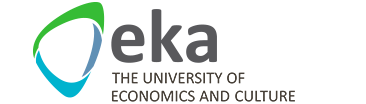 eka
THE UNIVERSITY OF
ECONOMICS AND CULTURE